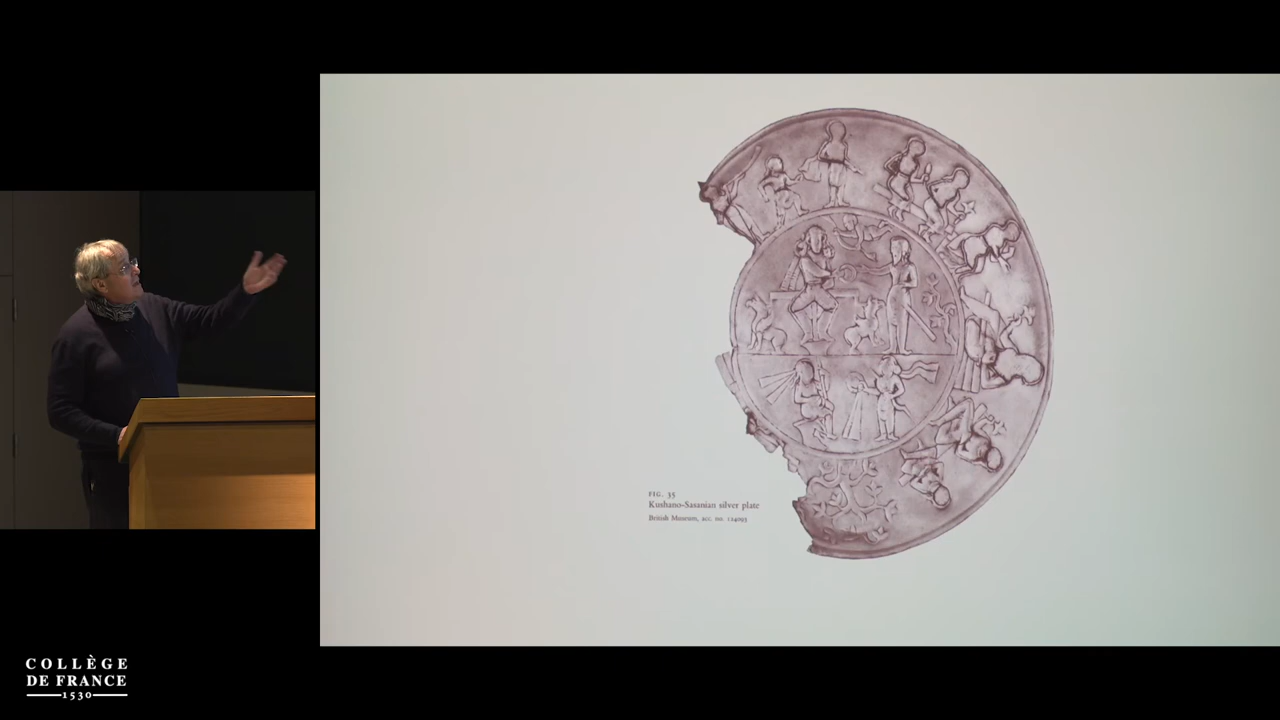 FIG. 35
Kushano-Sasanian silver plate
British Museum, acc. no. 124093
COLLÈGE
DE FRANCE
1530